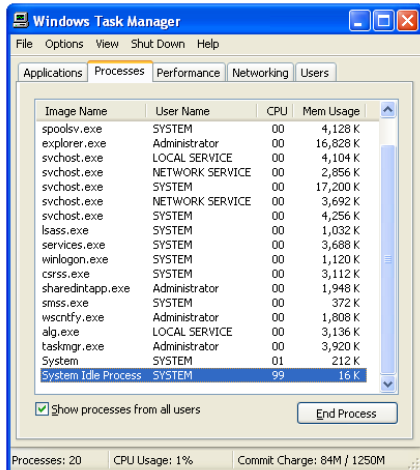 Windows Task Manager
File Options View Shut Down Help
Applications Processes Performance Networking Users
Image Name User Name CPU Mem Usage
spoolsv.exe SYSTEM 00 4,128 K
explorer.exe Administrator 00 16,828 K
svchost.exe LOCAL SERVICE 00 4,104 K
svchost.exe NETWORK SERVICE 00 2,856 K
svchost.exe SYSTEM 00 17,200 K
svchost.exe NETWORK SERVICE 00 3,692 K
svchost.exe SYSTEM 00 4,256 K
lsass.exe SYSTEM 00 1,032 K
services.exe SYSTEM 00 3,688 K
winlogon.exe SYSTEM 00 1,120 K
csrss.exe SYSTEM 00 3,112 K
sharedintapp.exe Administrator 00 1,948 K
smss.exe SYSTEM 00 372 K
wscntfy.exe Administrator 00 1,808 K
alg.exe LOCAL SERVICE 00 3,136 K
taskmgr.exe Administrator 00 3,920 K
System SYSTEM 01 212 K
System Idle Process SYSTEM 99 16 K
Show processes from all users End Process
Processes: 20 CPU Usage: 1% Commit Charge: 84M / 1250M